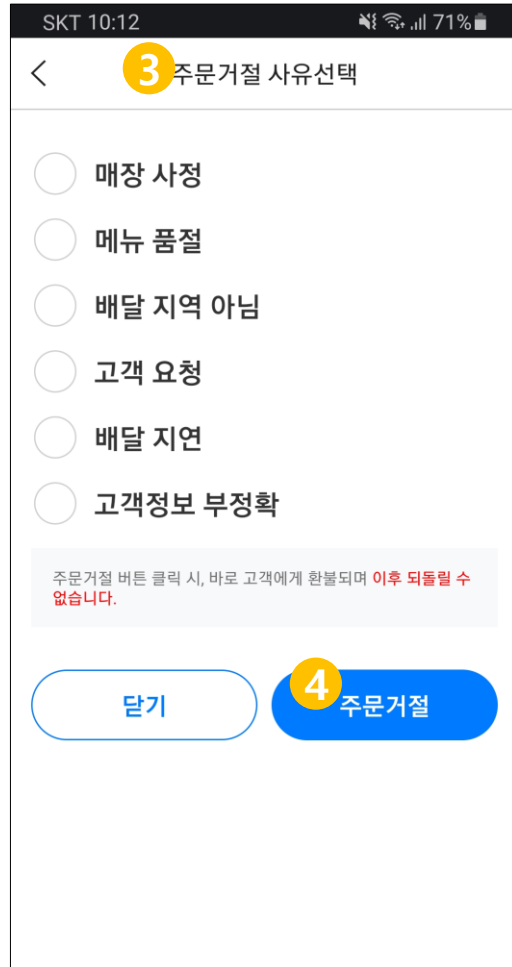 SKT 10:12 71%
3 주문거절 사유선택
매장 사정
메뉴 품절
배달 지역 아님
고객 요청
배달 지연
고객정보 부정확
주문거절 버튼 클릭 시, 바로 고객에게 환불되며 이후 되돌릴 수
없습니다.
닫기 4 주문거절